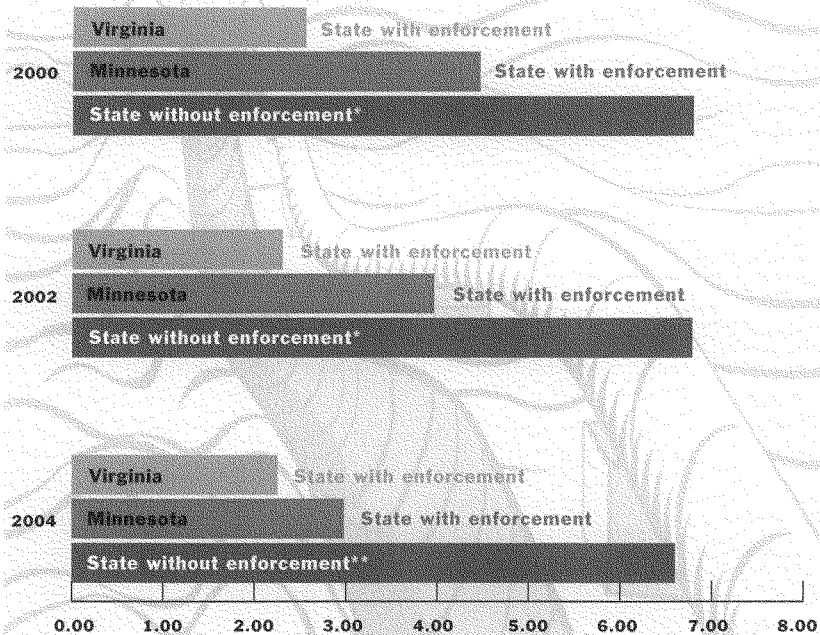 Virginia State with enforcement
2000 Minnesota State with enforcement
State without enforcement*
Virginia State with enforcement
2002 Minnesota State with enforcement
State without enforcement*
Virginia State with enforcement
2004 Minnesota State with enforcement
State without enforcement**
0.00 1.00 2.00 3.00 4.00 5.00 6.00 7.00 8.00